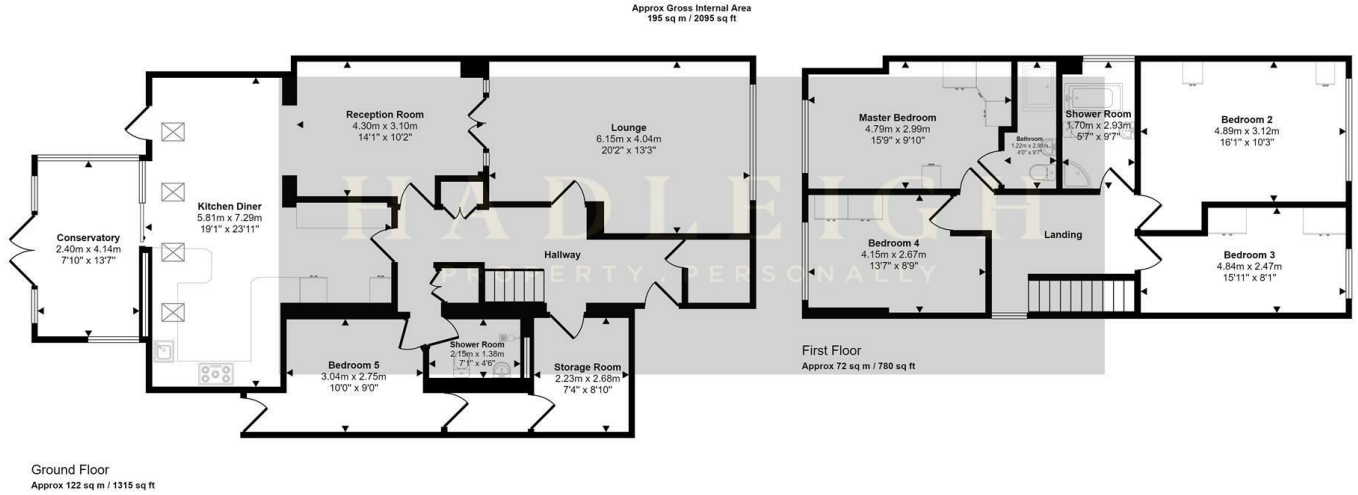 Approx Gross Internal Area
195 sq m / 2095 sq ft
Reception Room
4.30m x 3.10m
14'1" x 10'2"
Lounge
6.15m x 4.04m
20'2" x 13'3"
Kitchen Diner
5.81m x 7.29m
19'1" x 23'11"
Conservatory
2.40m x 4.14m
7'10" x 13'7"
Hallway
Bedroom 5
3.04m x 2.75m
10'0" x 9'0"
Shower Room
2.15m x 1.38m
7'1" x 4'6"
Storage Room
2.23m x 2.68m
7'4" x 8'10"
Ground Floor
Approx 122 sq m / 1315 sq ft
Master Bedroom
4.79m x 2.99m
15'9" x 9'10"
Bathroom
Shower Room
1.70m x 2.93m
5'7" x 9'7"
Bedroom 2
4.89m x 3.12m
16'1" x 10'3"
Bedroom 4
4.15m x 2.67m
13'7" x 8'9"
Landing
Bedroom 3
4.84m x 2.47m
15'11" x 8'1"
First Floor
Approx 72 sq m / 780 sq ft
HADLEIGH
PROPERTY. PERSONALLY